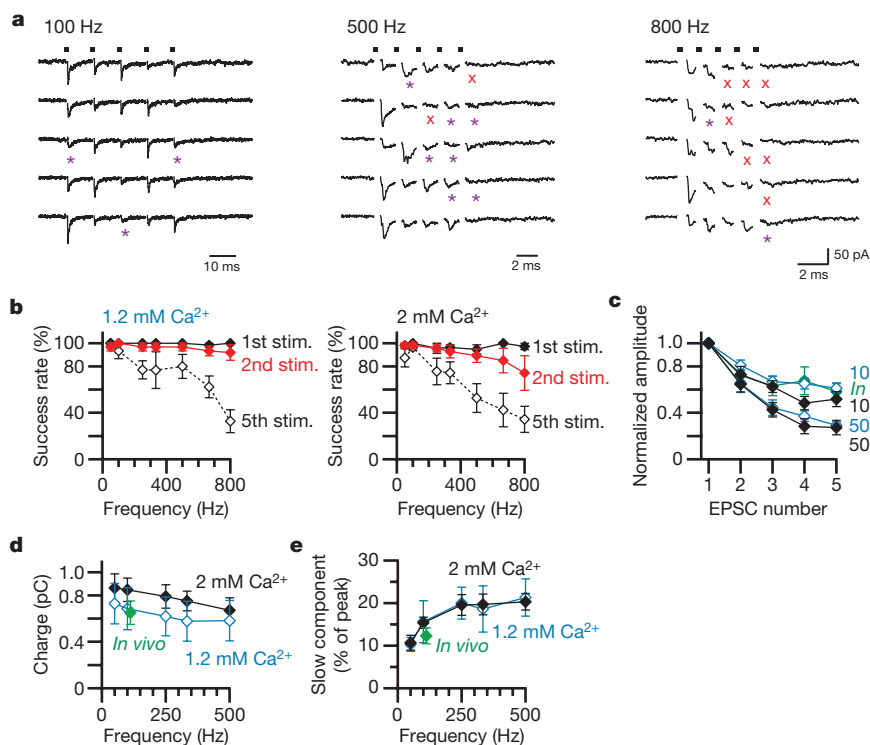 a
100 Hz
500 Hz
800 Hz
*
x
x
x
x
x
*
*
*
x
*
*
*
*
x
x
*
*
x
*
*
10 ms
2 ms
50 pA
2 ms
b
1.2 mM Ca²⁺
2 mM Ca²⁺
c
Success rate (%)
100
80
40
0
1st stim.
2nd stim.
5th stim.
0 400 800
Frequency (Hz)
Success rate (%)
100
80
40
0
1st stim.
2nd stim.
5th stim.
0 400 800
Frequency (Hz)
Normalized amplitude
1.0
0.8
0.4
0
10
In
10
50
50
1 2 3 4 5
EPSC number
d
e
Charge (pC)
1.0
0.8
0.4
0
2 mM Ca²⁺
In vivo
1.2 mM Ca²⁺
0 250 500
Frequency (Hz)
Slow component
(% of peak)
30
20
10
0
2 mM Ca²⁺
1.2 mM Ca²⁺
In vivo
0 250 500
Frequency (Hz)